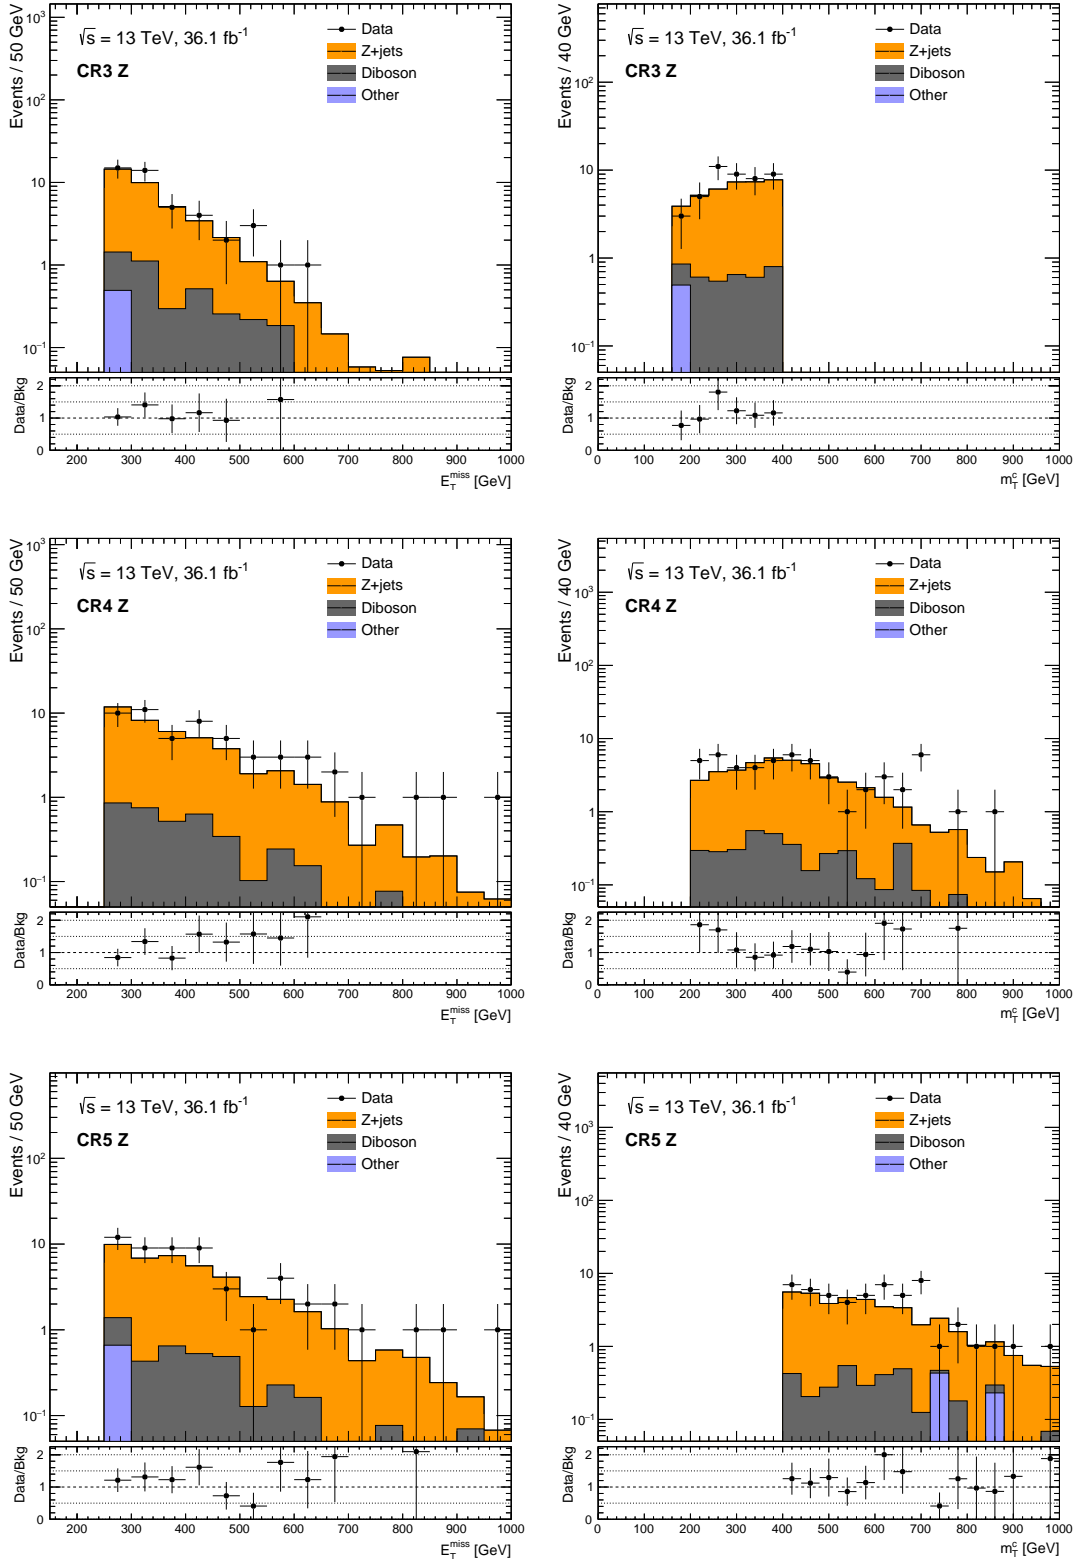 Events / 50 GeV
10³
10²
10
1
10⁻¹
√s = 13 TeV, 36.1 fb⁻¹
CR3 Z
Data
Z+jets
Diboson
Other
Data/Bkg
2
1
0
200 300 400 500 600 700 800 900 1000
E_T^miss [GeV]
Events / 40 GeV
10²
10
1
10⁻¹
√s = 13 TeV, 36.1 fb⁻¹
CR3 Z
Data
Z+jets
Diboson
Other
Data/Bkg
2
1
0
0 100 200 300 400 500 600 700 800 900 1000
m_T^c [GeV]
Events / 50 GeV
10³
10²
10
1
10⁻¹
√s = 13 TeV, 36.1 fb⁻¹
CR4 Z
Data
Z+jets
Diboson
Other
Data/Bkg
2
1
0
200 300 400 500 600 700 800 900 1000
E_T^miss [GeV]
Events / 40 GeV
10³
10²
10
1
10⁻¹
√s = 13 TeV, 36.1 fb⁻¹
CR4 Z
Data
Z+jets
Diboson
Other
Data/Bkg
2
1
0
0 100 200 300 400 500 600 700 800 900 1000
m_T^c [GeV]
Events / 50 GeV
10²
10
1
10⁻¹
√s = 13 TeV, 36.1 fb⁻¹
CR5 Z
Data
Z+jets
Diboson
Other
Data/Bkg
2
1
0
200 300 400 500 600 700 800 900 1000
E_T^miss [GeV]
Events / 40 GeV
10³
10²
10
1
10⁻¹
√s = 13 TeV, 36.1 fb⁻¹
CR5 Z
Data
Z+jets
Diboson
Other
Data/Bkg
2
1
0
0 100 200 300 400 500 600 700 800 900 1000
m_T^c [GeV]